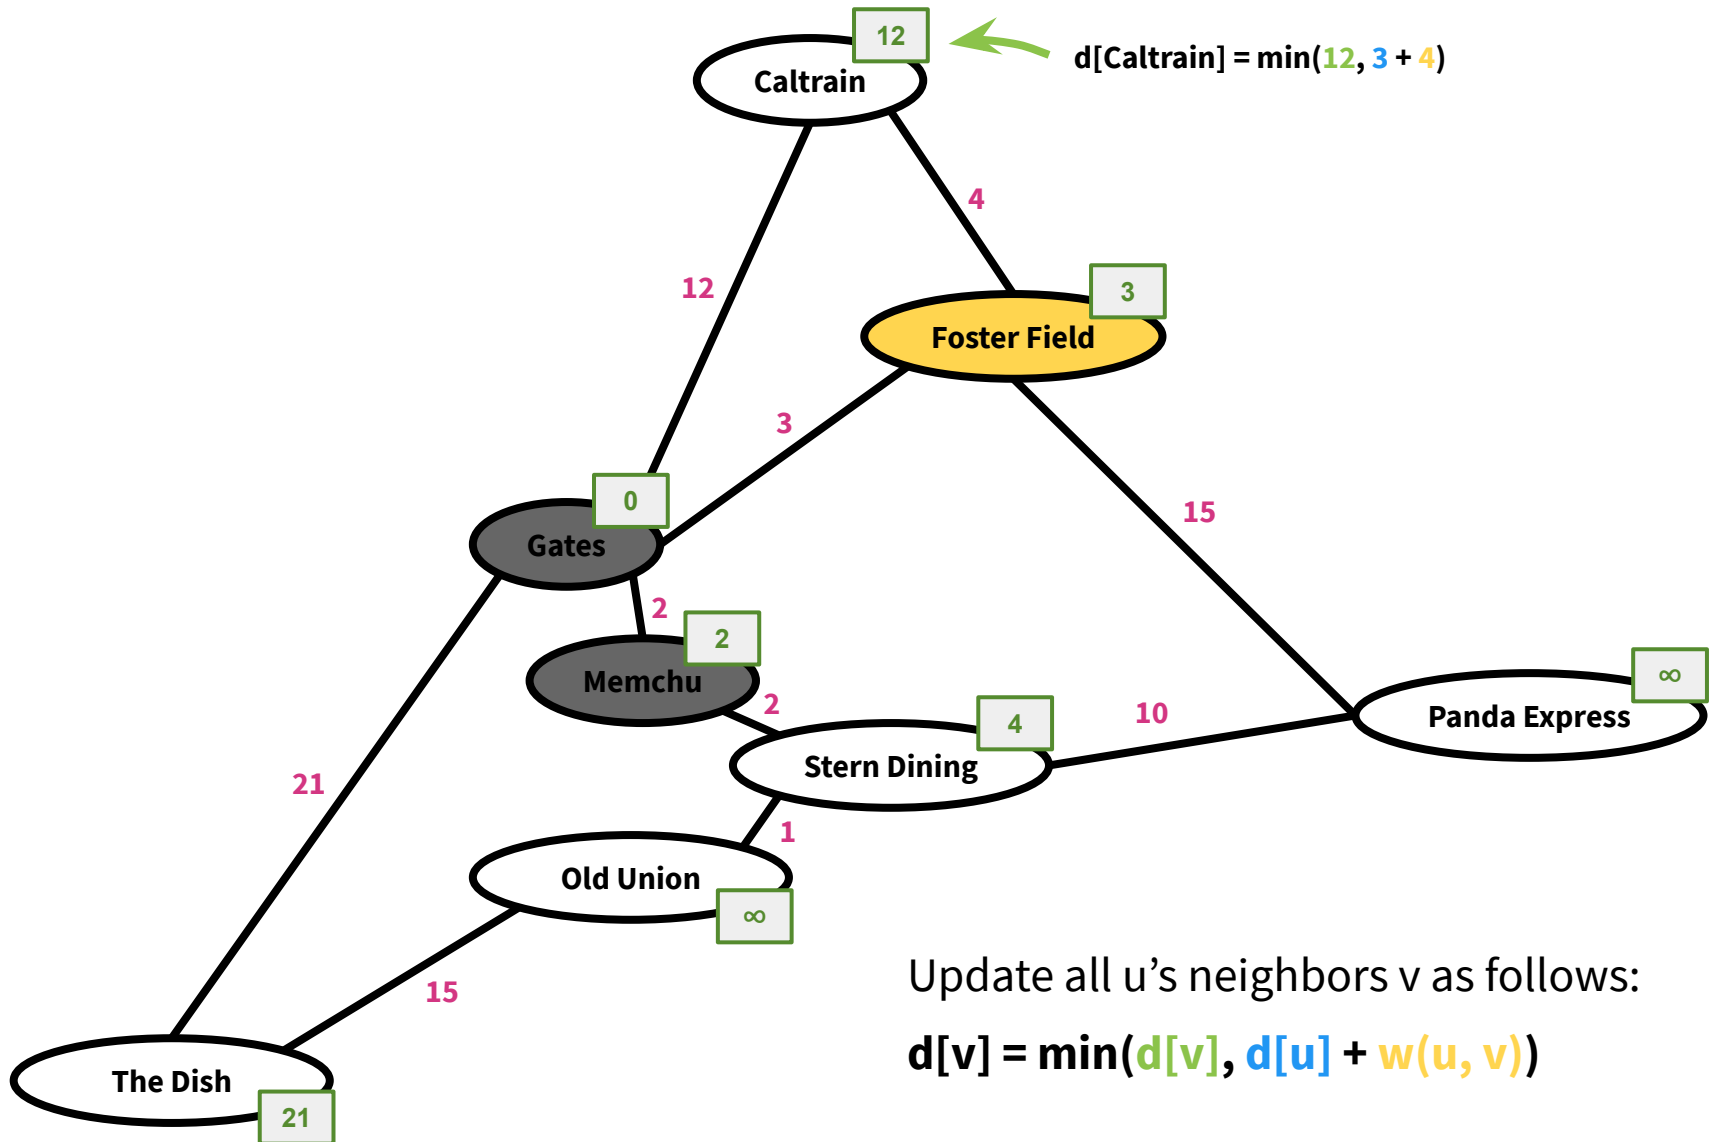 12
d[Caltrain] = min(12, 3 + 4)
Caltrain
4
12
3
Foster Field
3
0
15
Gates
2
2
∞
Memchu
2
4
10
Panda Express
Stern Dining
21
1
Old Union
∞
15
Update all u’s neighbors v as follows:
d[v] = min(d[v], d[u] + w(u, v))
The Dish
21